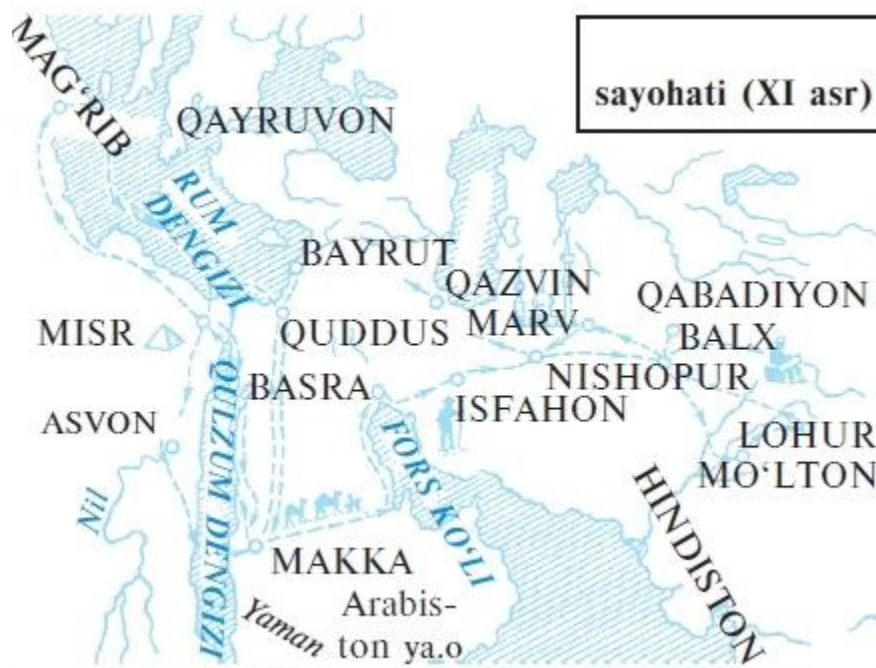 sayohati (XI asr)
MAG‘RIB
QAYRUVON
RUM
DENGIZI
BAYRUT
QAZVIN
QABADIYON
MISR
QUDDUS
MARV
BALX
QULZUM DENGIZI
BASRA
NISHOPUR
ASVON
ISFAHON
FORS KO‘LI
LOHUR
MO‘LTON
Nil
HINDISTON
MAKKA
Yaman
Arabis-
ton ya.o